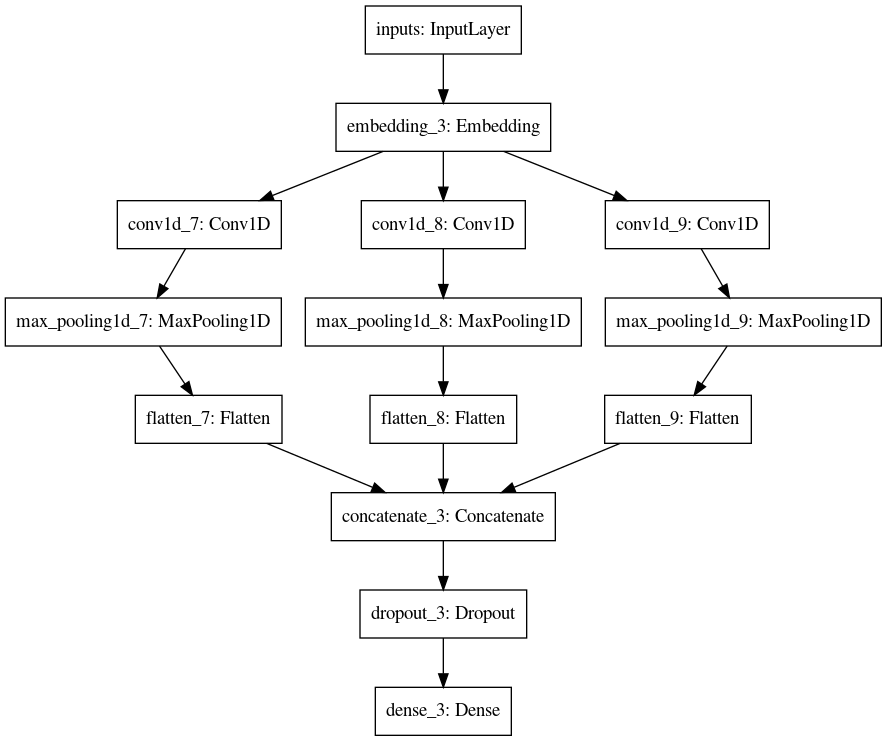 inputs: InputLayer
embedding_3: Embedding
conv1d_7: Conv1D
conv1d_8: Conv1D
conv1d_9: Conv1D
max_pooling1d_7: MaxPooling1D
max_pooling1d_8: MaxPooling1D
max_pooling1d_9: MaxPooling1D
flatten_7: Flatten
flatten_8: Flatten
flatten_9: Flatten
concatenate_3: Concatenate
dropout_3: Dropout
dense_3: Dense